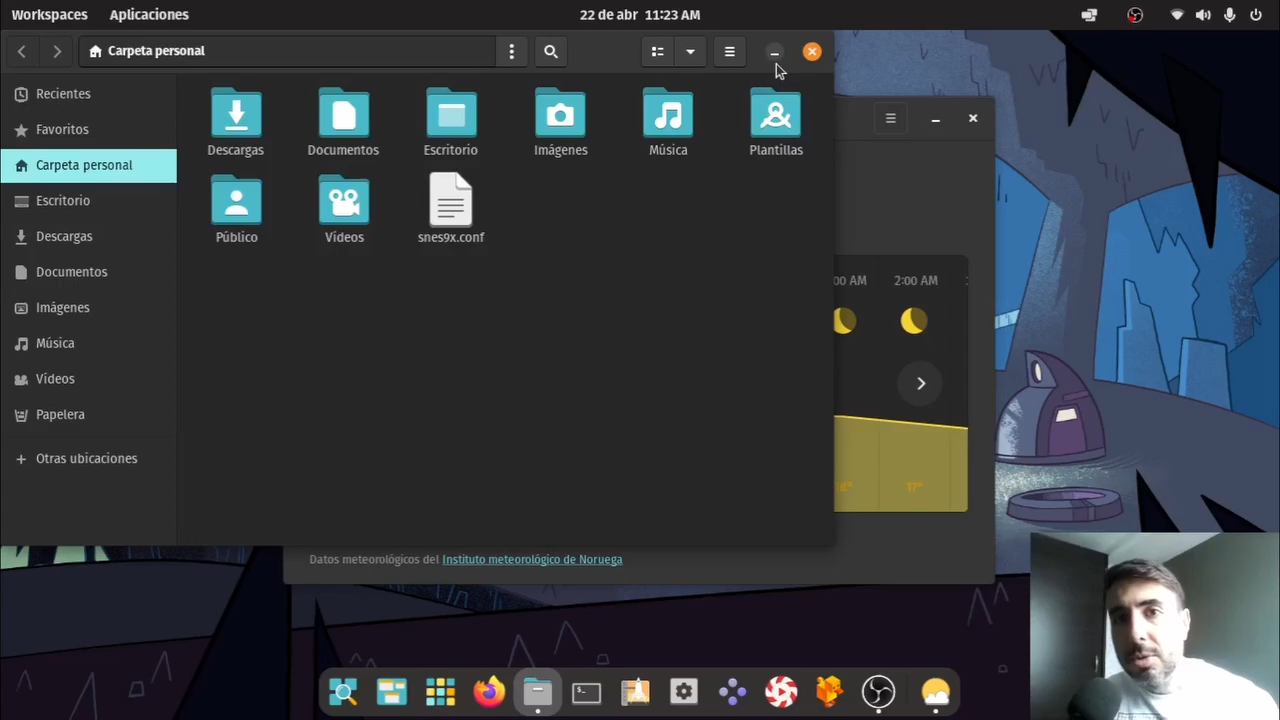 Workspaces
Aplicaciones
22 de abr 11:23 AM
Carpeta personal
Recientes
Favoritos
Carpeta personal
Escritorio
Descargas
Documentos
Imágenes
Música
Vídeos
Papelera
+ Otras ubicaciones
Descargas
Documentos
Escritorio
Imágenes
Música
Plantillas
Público
Vídeos
snes9x.conf
:00 AM
2:00 AM
17°
Datos meteorológicos del Instituto meteorológico de Noruega